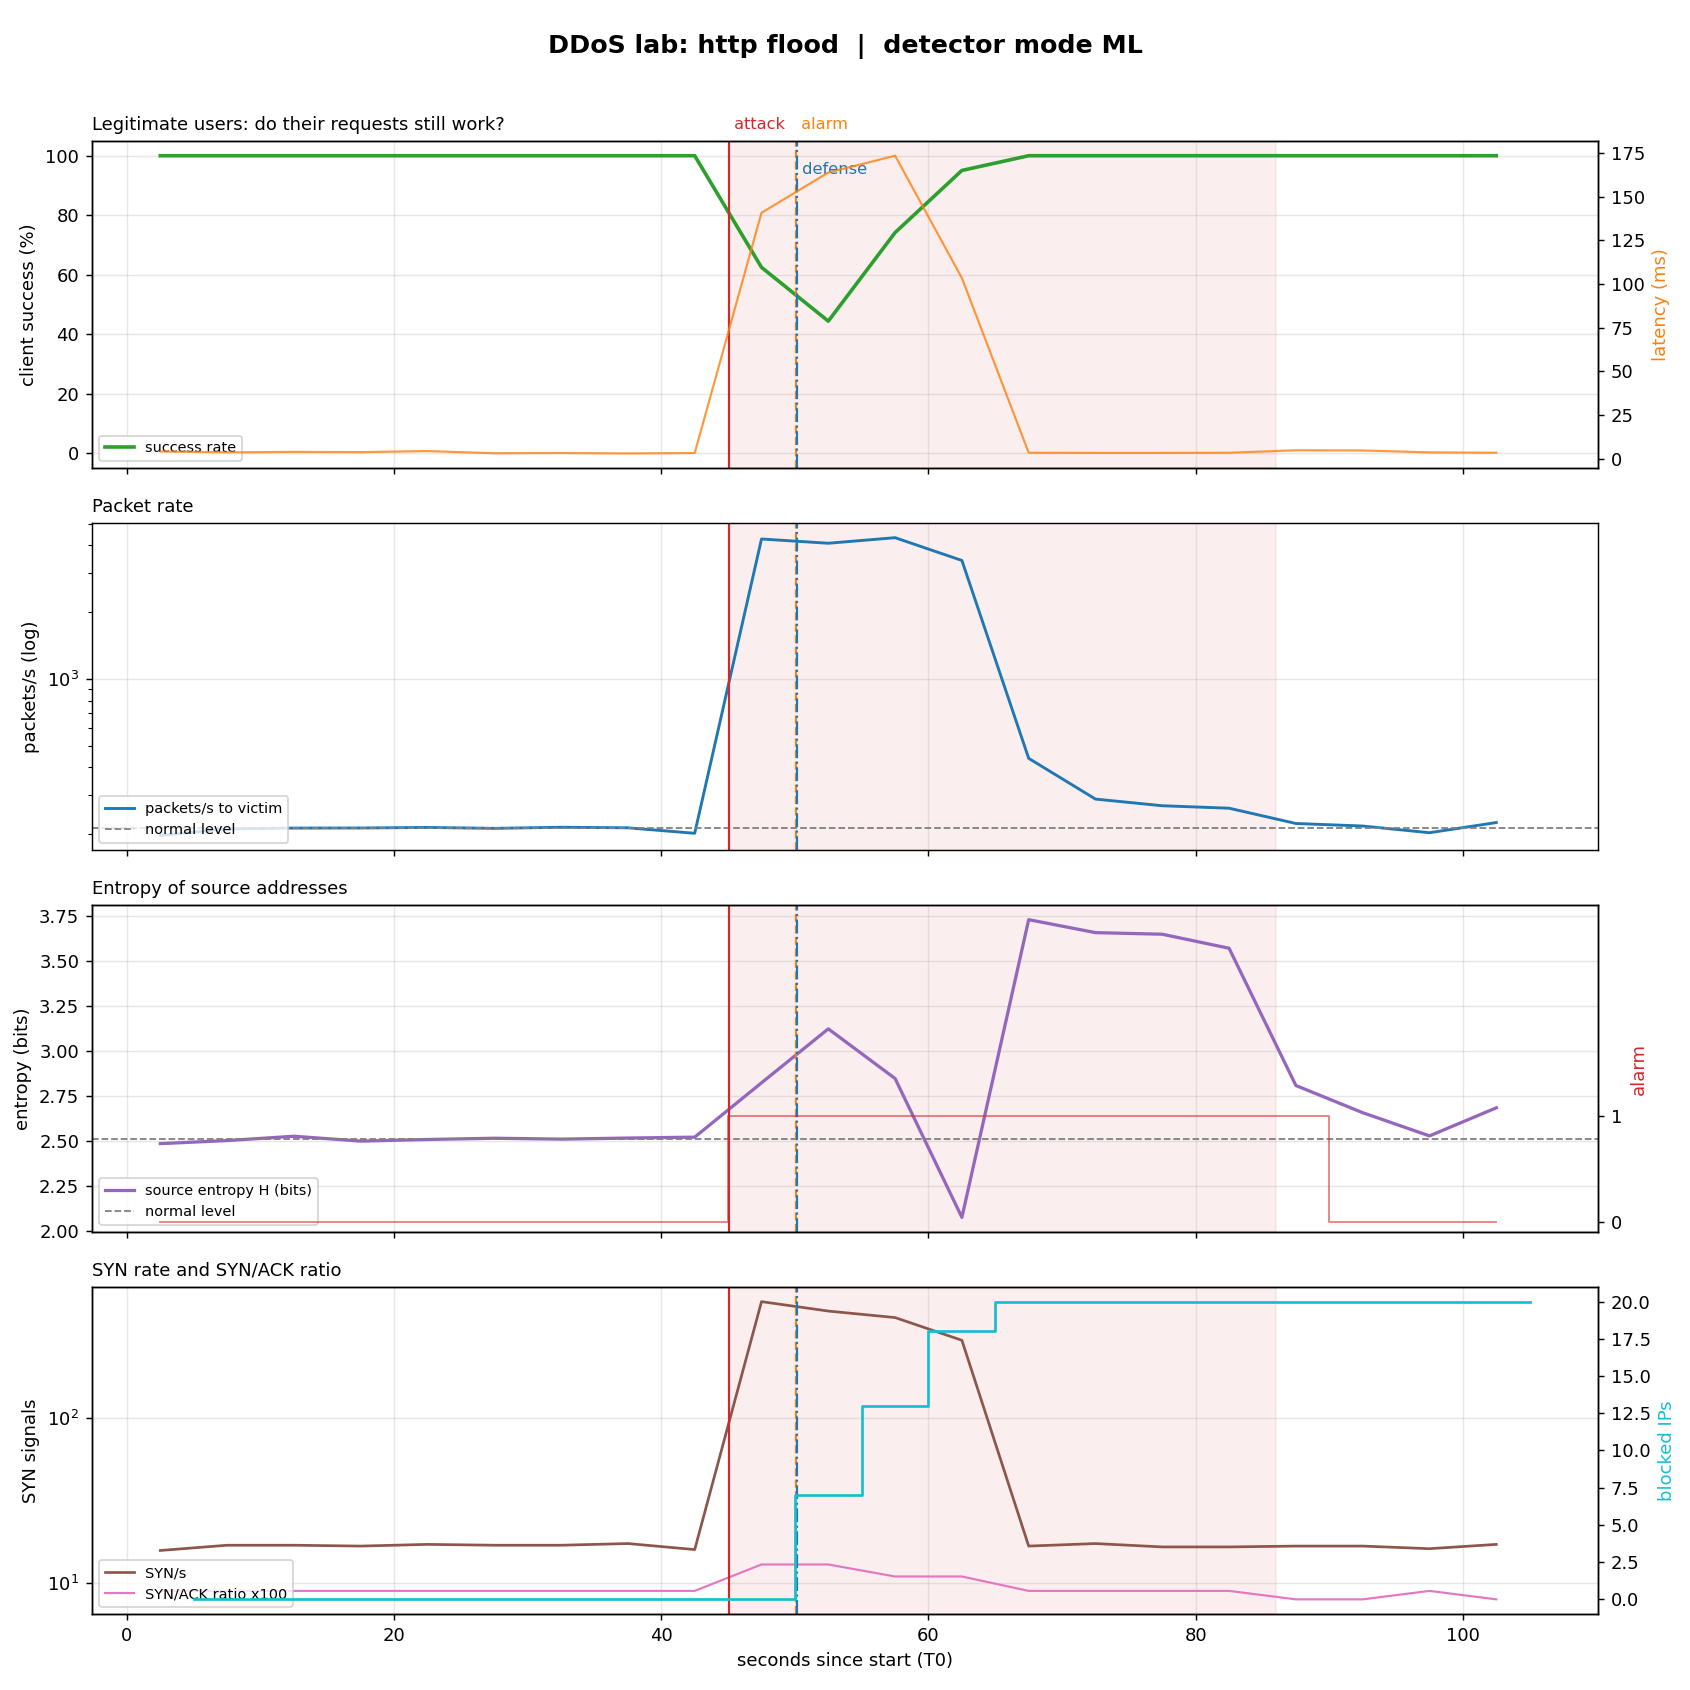 DDoS lab: http flood | detector mode ML
Legitimate users: do their requests still work?
attack
alarm
defense
100
80
60
40
20
0
client success (%)
175
150
125
100
75
50
25
0
latency (ms)
success rate
Packet rate
10³
packets/s (log)
packets/s to victim
normal level
Entropy of source addresses
3.75
3.50
3.25
3.00
2.75
2.50
2.25
2.00
entropy (bits)
1
0
alarm
source entropy H (bits)
normal level
SYN rate and SYN/ACK ratio
10²
10¹
SYN signals
20.0
17.5
15.0
12.5
10.0
7.5
5.0
2.5
0.0
blocked IPs
SYN/s
SYN/ACK ratio x100
0
20
40
60
80
100
seconds since start (T0)